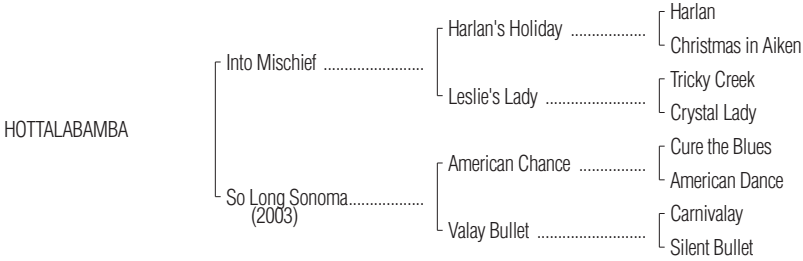 Harlan
Harlan's Holiday ....................
Christmas in Aiken
Into Mischief ...........................
Tricky Creek
Leslie's Lady ...........................
Crystal Lady
HOTTALABAMBA
Cure the Blues
American Chance ..................
American Dance
So Long Sonoma....................
(2003)
Carnivalay
Valay Bullet .............................
Silent Bullet